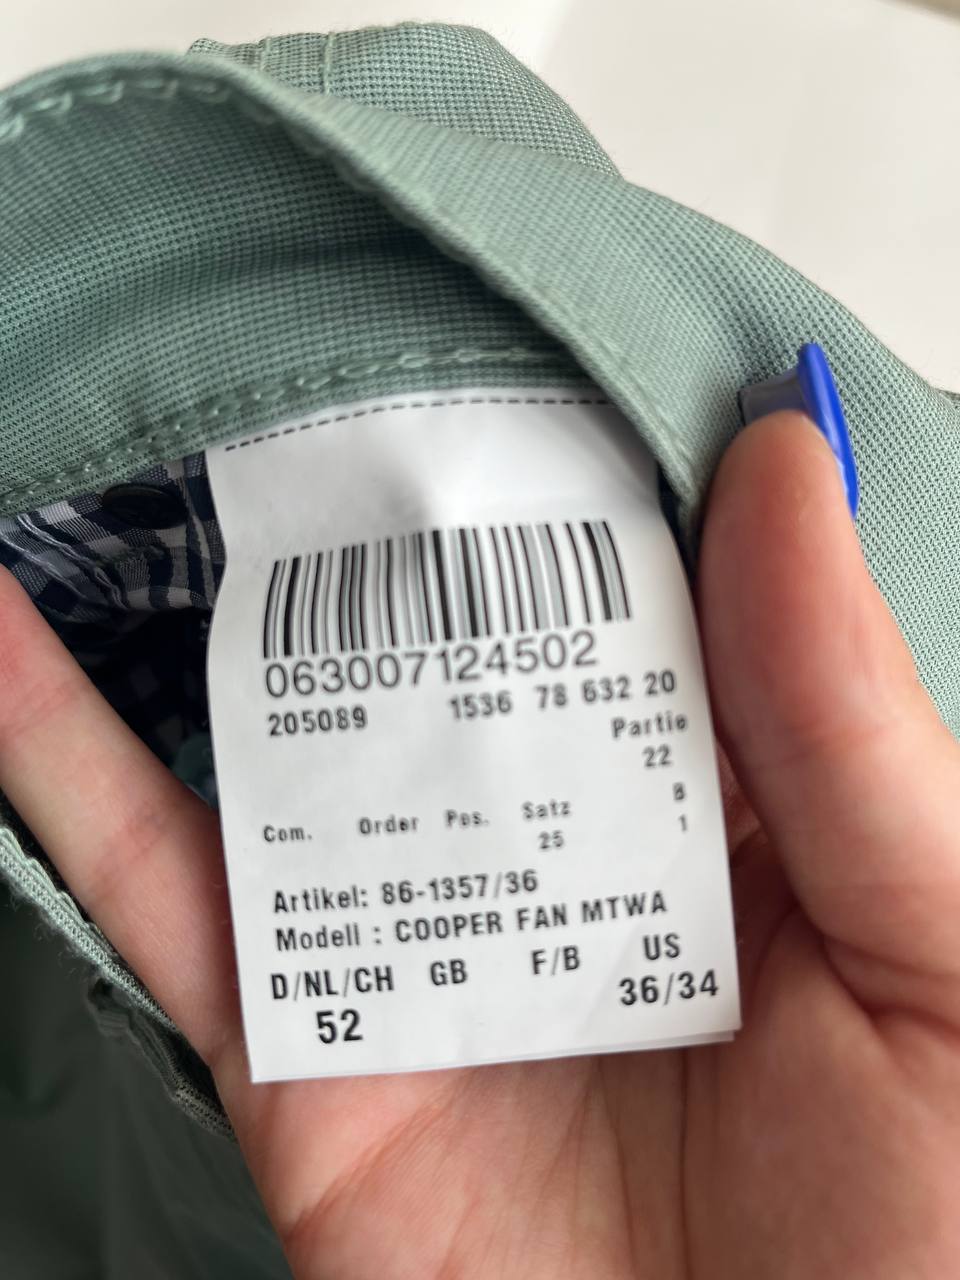 063007124502
205089 1536 78 632 20
Partie
22
8
Com. Order Pos. Satz 1
25
Artikel: 86-1357/36
Modell : COOPER FAN MTWA
D/NL/CH GB F/B US
52 36/34